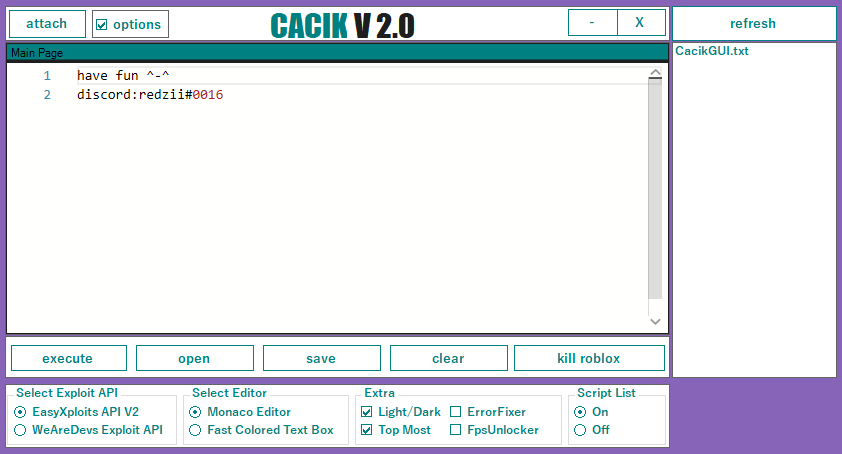 attach
options
CACIK V 2.0
-
X
refresh
Main Page
CacikGUI.txt
1 have fun ^-^
2 discord:redzii#0016
execute
open
save
clear
kill roblox
Select Exploit API
EasyXploits API V2
WeAreDevs Exploit API
Select Editor
Monaco Editor
Fast Colored Text Box
Extra
Light/Dark
ErrorFixer
Top Most
FpsUnlocker
Script List
On
Off